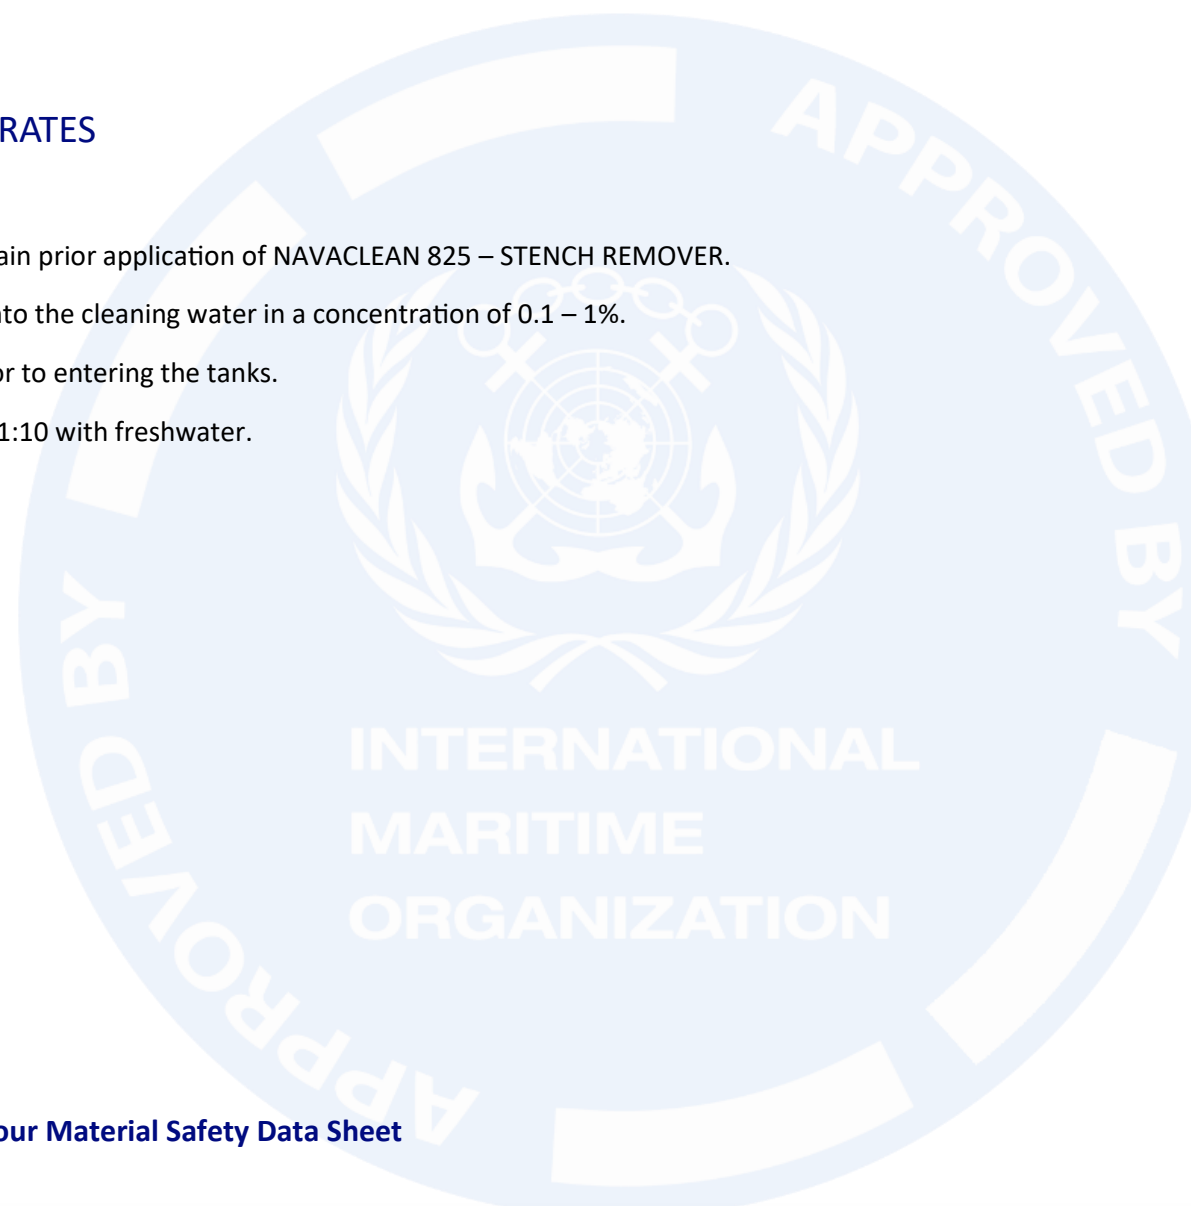 RATES
ain prior application of NAVACLEAN 825 – STENCH REMOVER.
nto the cleaning water in a concentration of 0.1 – 1%.
or to entering the tanks.
1:10 with freshwater.
APPROVED BY
APPROVED BY
INTERNATIONAL
MARITIME
ORGANIZATION
our Material Safety Data Sheet